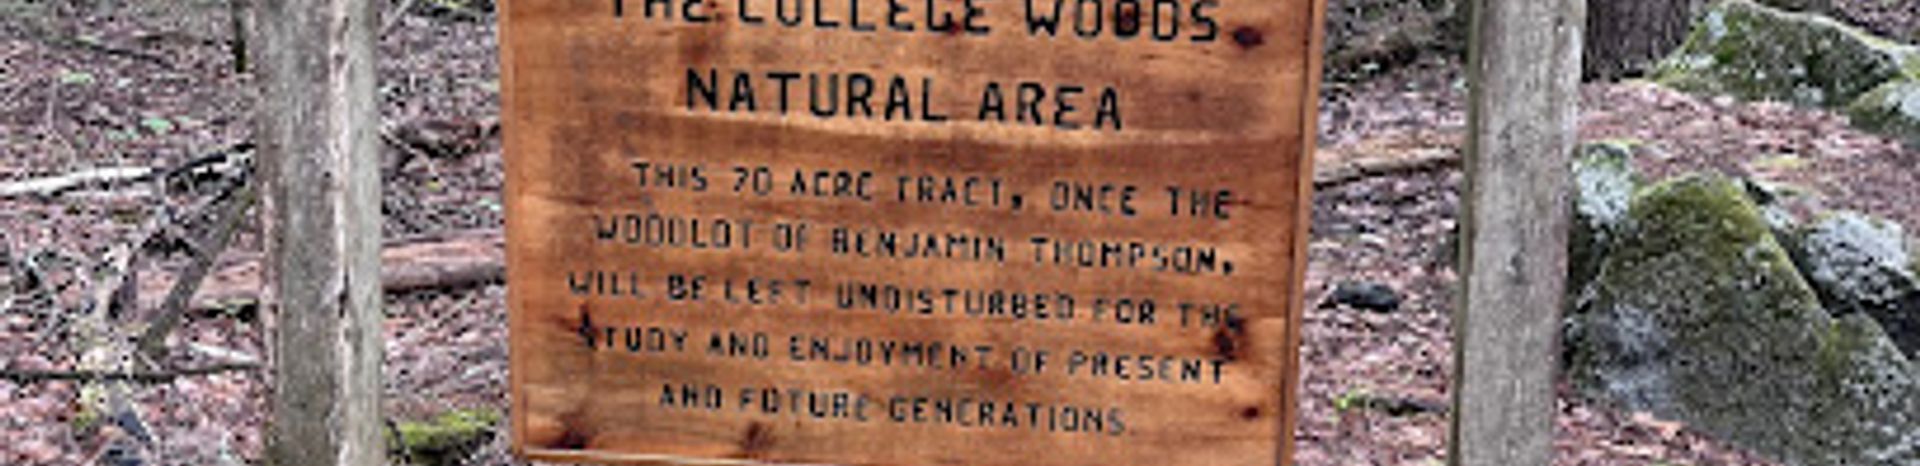 THE COLLEGE WOODS
NATURAL AREA
THIS 70 ACRE TRACT, ONCE THE
WOODLOT OF BENJAMIN THOMPSON,
WILL BE LEFT UNDISTURBED FOR THE
STUDY AND ENJOYMENT OF PRESENT
AND FUTURE GENERATIONS.